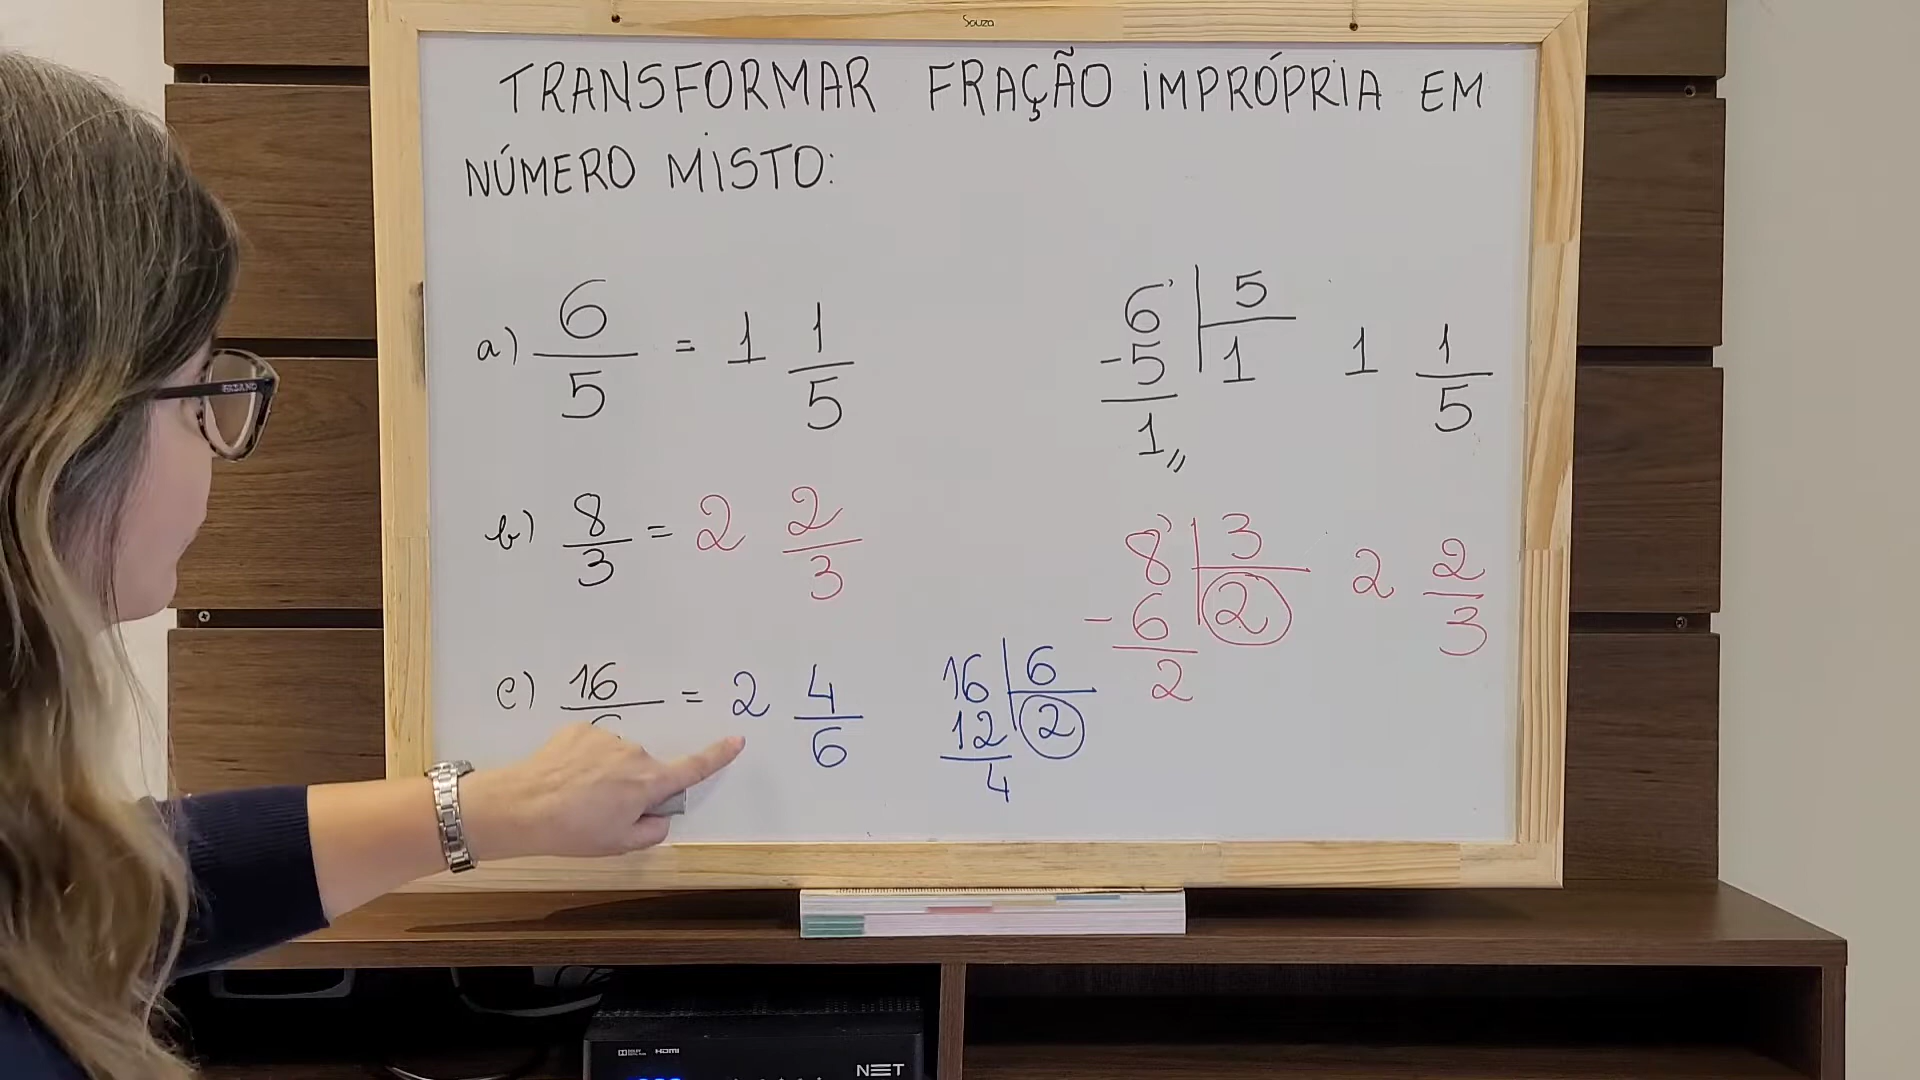 Souza
TRANSFORMAR FRAÇÃO IMPRÓPRIA EM
NÚMERO MISTO:
a) 6/5 = 1 1/5
6 | 5
-5 | 1
1
1 1/5
b) 8/3 = 2 2/3
8 | 3
-6 | 2
2
2 2/3
c) 16/6 = 2 4/6
16 | 6
12 | 2
4
HDMI
NET